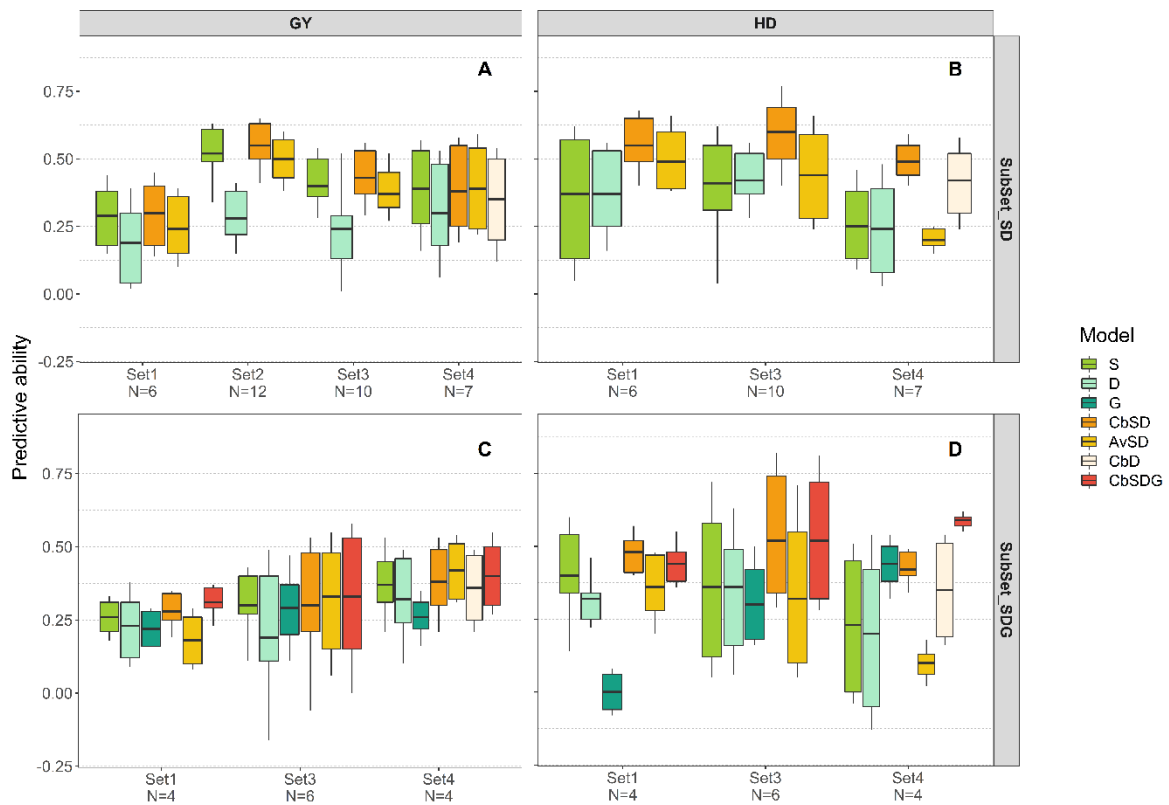 GY
HD
A
B
SubSet_SD
0.75
0.50
0.25
0.00
-0.25
Set1
N=6
Set2
N=12
Set3
N=10
Set4
N=7
Set1
N=6
Set3
N=10
Set4
N=7
Predictive ability
C
D
SubSet_SDG
0.75
0.50
0.25
0.00
-0.25
Set1
N=4
Set3
N=6
Set4
N=4
Set1
N=4
Set3
N=6
Set4
N=4
Model
S
D
G
CbSD
AvSD
CbD
CbSDG